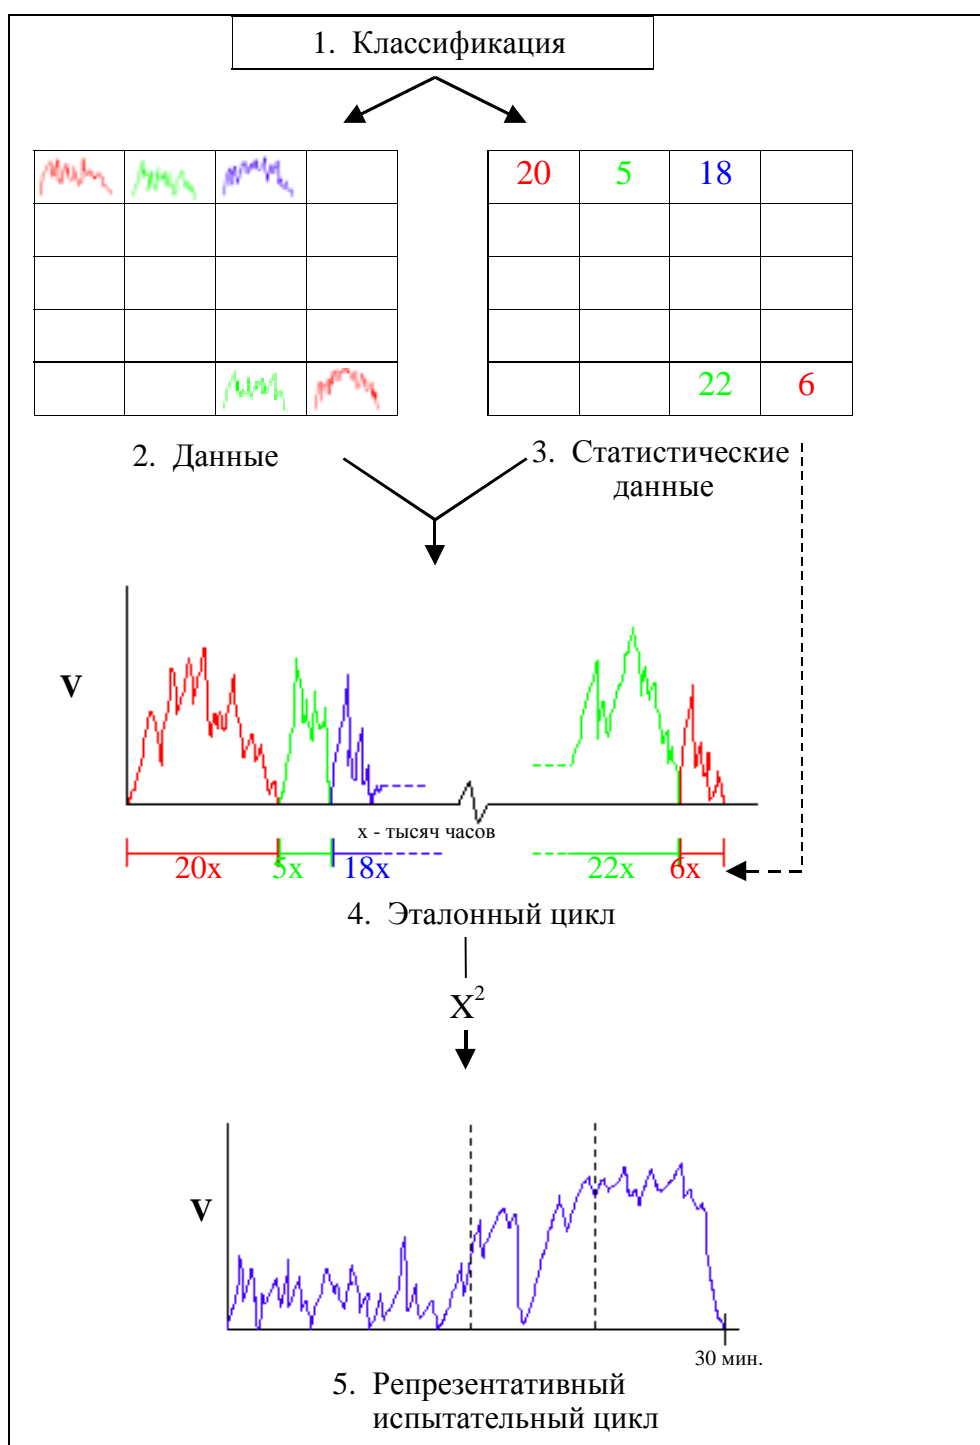 1. Классификация
20 5 18
22 6
2. Данные
3. Статистические
данные
V
x - тысяч часов
20x 5x 18x 22x 6x
4. Эталонный цикл
X²
V
30 мин.
5. Репрезентативный
испытательный цикл